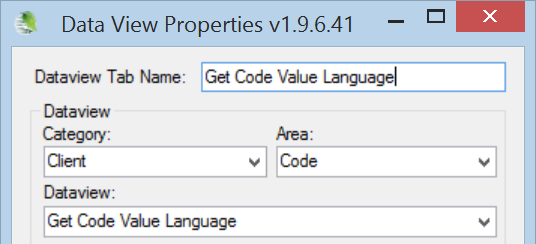 Data View Properties v1.9.6.41
Dataview Tab Name: Get Code Value Language
Dataview
Category: Area:
Client Code
Dataview:
Get Code Value Language